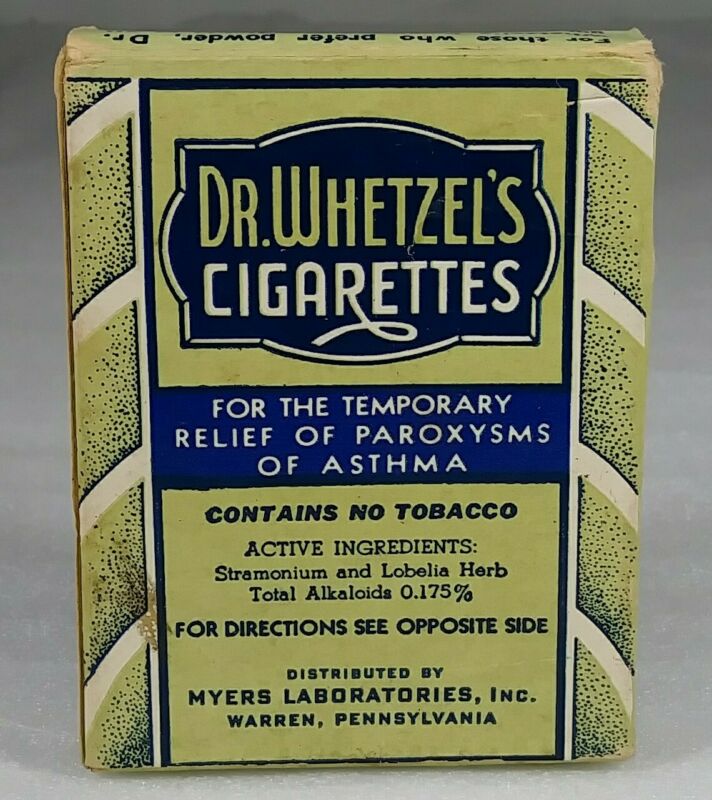 For those who prefer powder, Dr.
DR. WHETZEL'S
CIGARETTES
FOR THE TEMPORARY
RELIEF OF PAROXYSMS
OF ASTHMA
CONTAINS NO TOBACCO
ACTIVE INGREDIENTS:
Stramonium and Lobelia Herb
Total Alkaloids 0.175%
FOR DIRECTIONS SEE OPPOSITE SIDE
DISTRIBUTED BY
MYERS LABORATORIES, INC.
WARREN, PENNSYLVANIA